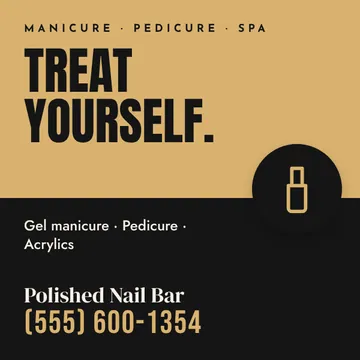 MANICURE · PEDICURE · SPA
TREAT
YOURSELF.
Gel manicure · Pedicure ·
Acrylics
Polished Nail Bar
(555) 600-1354